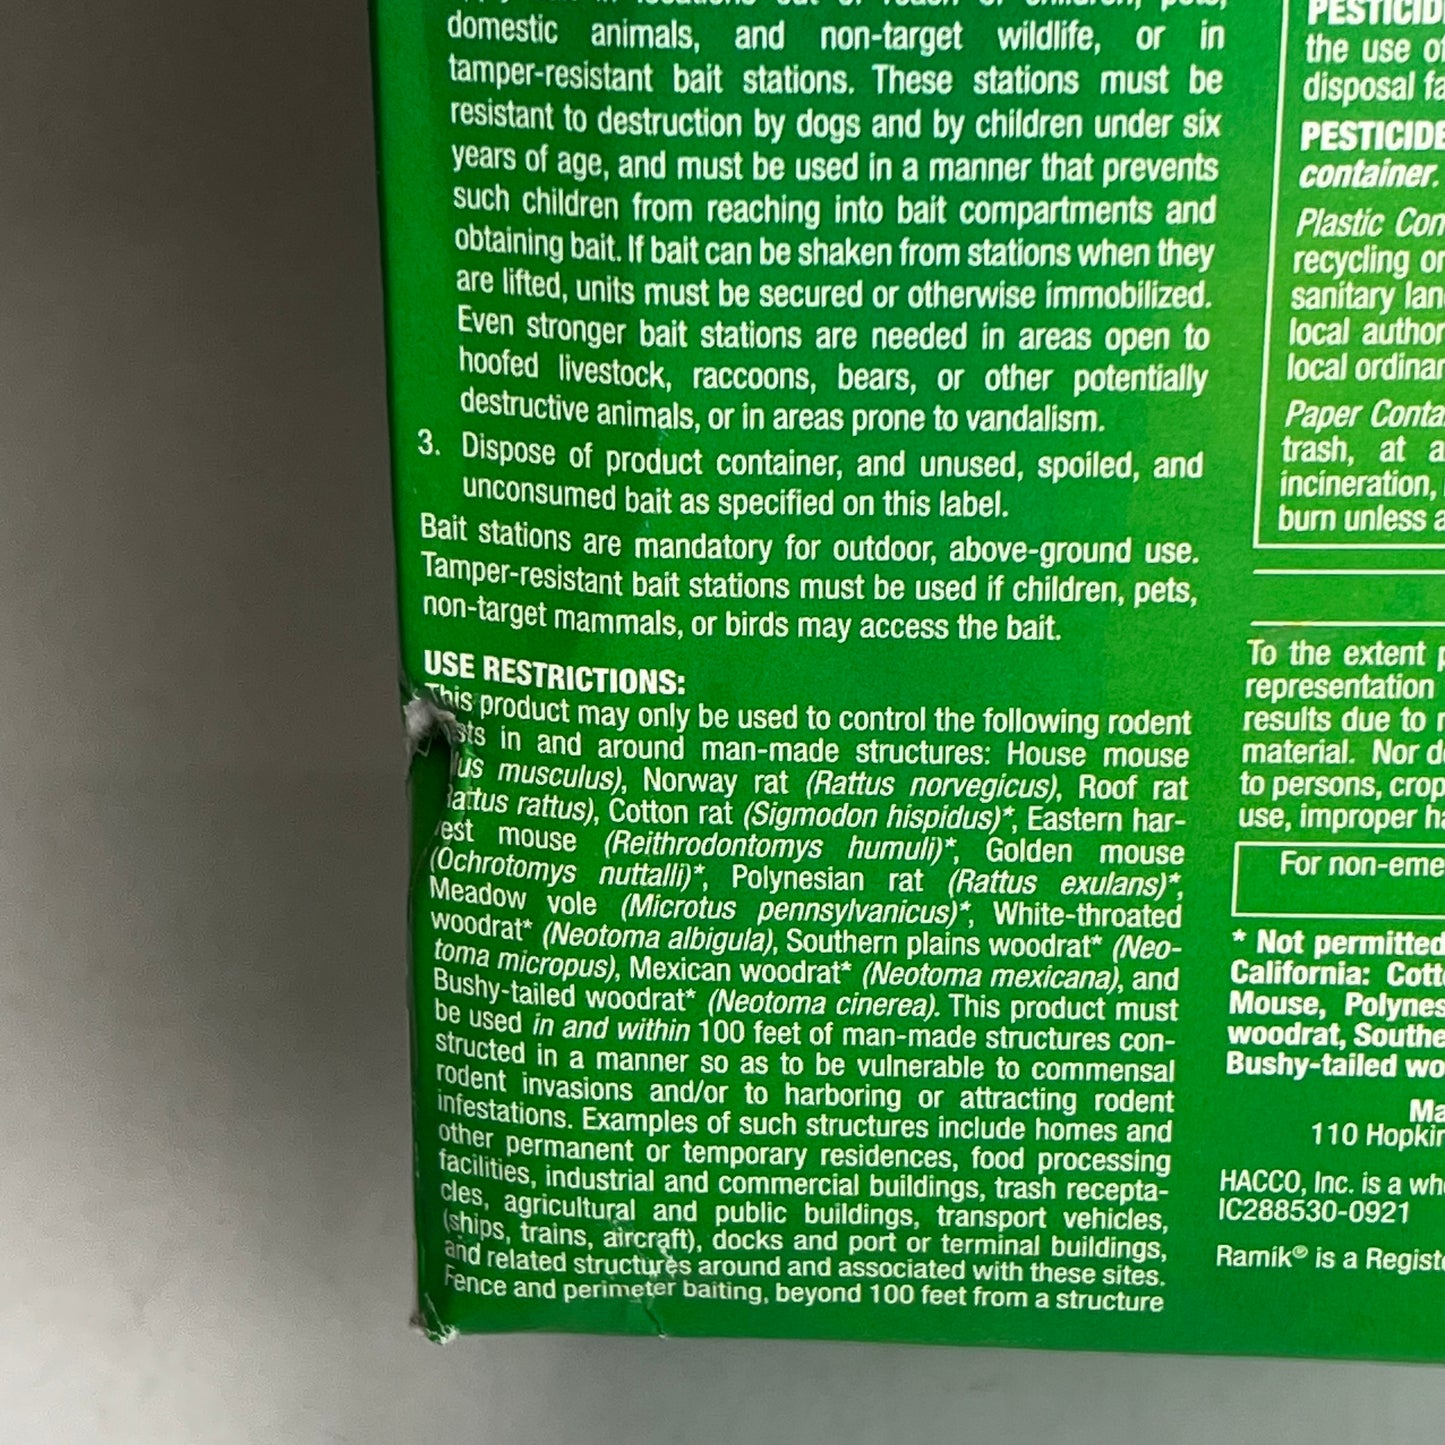 domestic animals, and non-target wildlife, or in
tamper-resistant bait stations. These stations must be
resistant to destruction by dogs and by children under six
years of age, and must be used in a manner that prevents
such children from reaching into bait compartments and
obtaining bait. If bait can be shaken from stations when they
are lifted, units must be secured or otherwise immobilized.
Even stronger bait stations are needed in areas open to
hoofed livestock, raccoons, bears, or other potentially
destructive animals, or in areas prone to vandalism.
3. Dispose of product container, and unused, spoiled, and
unconsumed bait as specified on this label.
Bait stations are mandatory for outdoor, above-ground use.
Tamper-resistant bait stations must be used if children, pets,
non-target mammals, or birds may access the bait.
USE RESTRICTIONS:
This product may only be used to control the following rodent
in and around man-made structures: House mouse
musculus), Norway rat (Rattus norvegicus), Roof rat
rattus), Cotton rat (Sigmodon hispidus)*, Eastern har-
est mouse (Reithrodontomys humuli)*, Golden mouse
(Ochrotomys nuttalli)*, Polynesian rat (Rattus exulans)*,
Meadow vole (Microtus pennsylvanicus)*, White-throated
woodrat* (Neotoma albigula), Southern plains woodrat* (Neo-
toma micropus), Mexican woodrat* (Neotoma mexicana), and
Bushy-tailed woodrat* (Neotoma cinerea). This product must
be used in and within 100 feet of man-made structures con-
structed in a manner so as to be vulnerable to commensal
rodent invasions and/or to harboring or attracting rodent
infestations. Examples of such structures include homes and
other permanent or temporary residences, food processing
facilities, industrial and commercial buildings, trash recepta-
cles, agricultural and public buildings, transport vehicles,
(ships, trains, aircraft), docks and port or terminal buildings,
and related structures around and associated with these sites.
Fence and perimeter baiting, beyond 100 feet from a structure
PESTICID
the use of
disposal fa
PESTICIDE
container.
Plastic Con
recycling or
sanitary lan
local author
local ordinar
Paper Conta
trash, at a
incineration,
burn unless a
To the extent p
representation
results due to
material. Nor d
to persons, crop
use, improper ha
For non-eme
* Not permitted
California: Cott
Mouse, Polynes
woodrat, Southe
Bushy-tailed wo
Ma
110 Hopkin
HACCO, Inc. is a who
IC288530-0921
Ramik® is a Registe